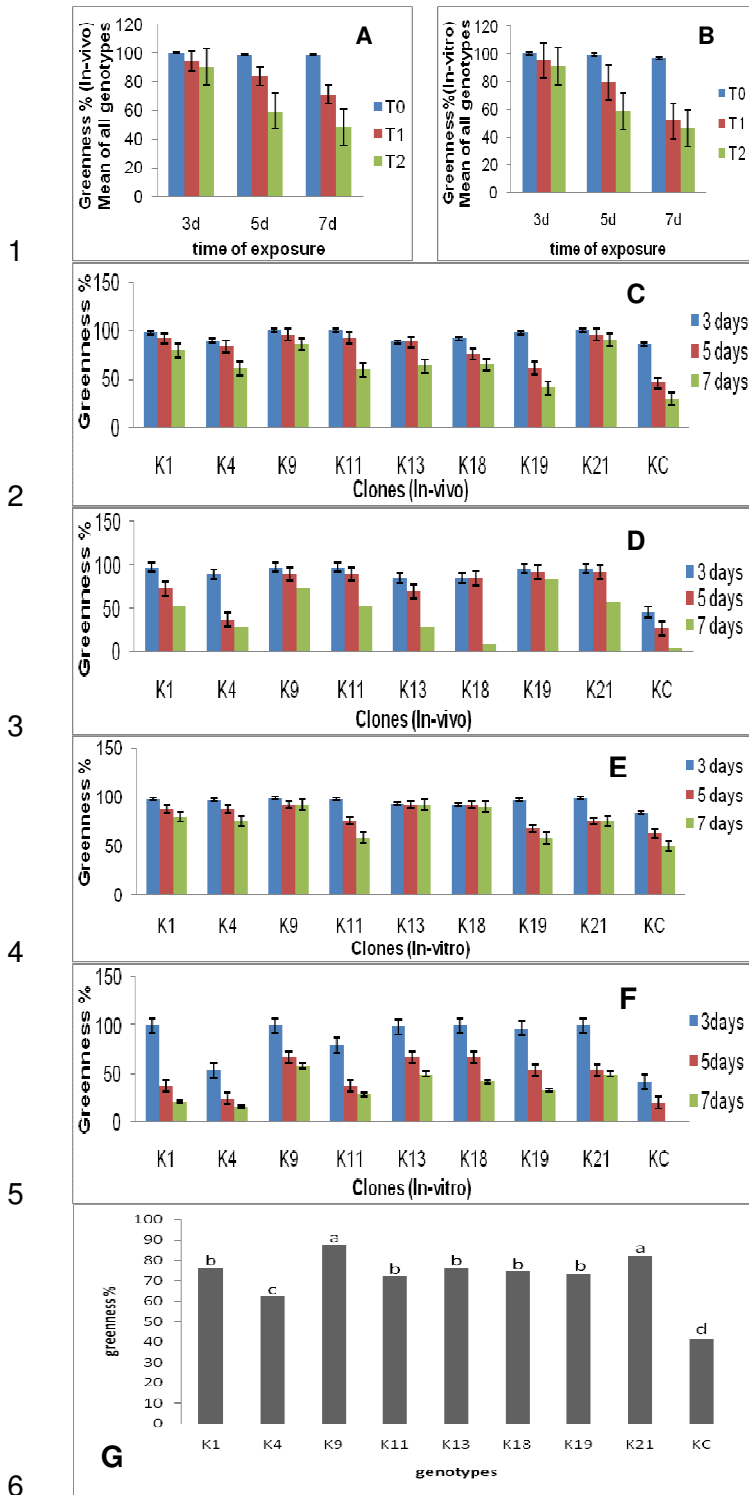 A
Greenness % (In-vivo)
Mean of all genotypes
120
100
80
60
40
20
0
3d 5d 7d
time of exposure
T0
T1
T2
B
Greenness %(In-vitro)
Mean of all genotypes
120
100
80
60
40
20
0
3d 5d 7d
time of exposure
T0
T1
T2
1
C
Greenness %
150
100
50
0
K1 K4 K9 K11 K13 K18 K19 K21 KC
Clones (In-vivo)
3 days
5 days
7 days
2
D
Greenness %
150
100
50
0
K1 K4 K9 K11 K13 K18 K19 K21 KC
Clones (In-vivo)
3 days
5 days
7 days
3
E
Greenness %
150
100
50
0
K1 K4 K9 K11 K13 K18 K19 K21 KC
Clones (In-vitro)
3 days
5 days
7 days
4
F
Greenness %
150
100
50
0
K1 K4 K9 K11 K13 K18 K19 K21 KC
Clones (In-vitro)
3days
5days
7days
5
greenness %
100
90
80
70
60
50
40
30
20
10
0
b c a b b b b a d
K1 K4 K9 K11 K13 K18 K19 K21 KC
genotypes
G
6